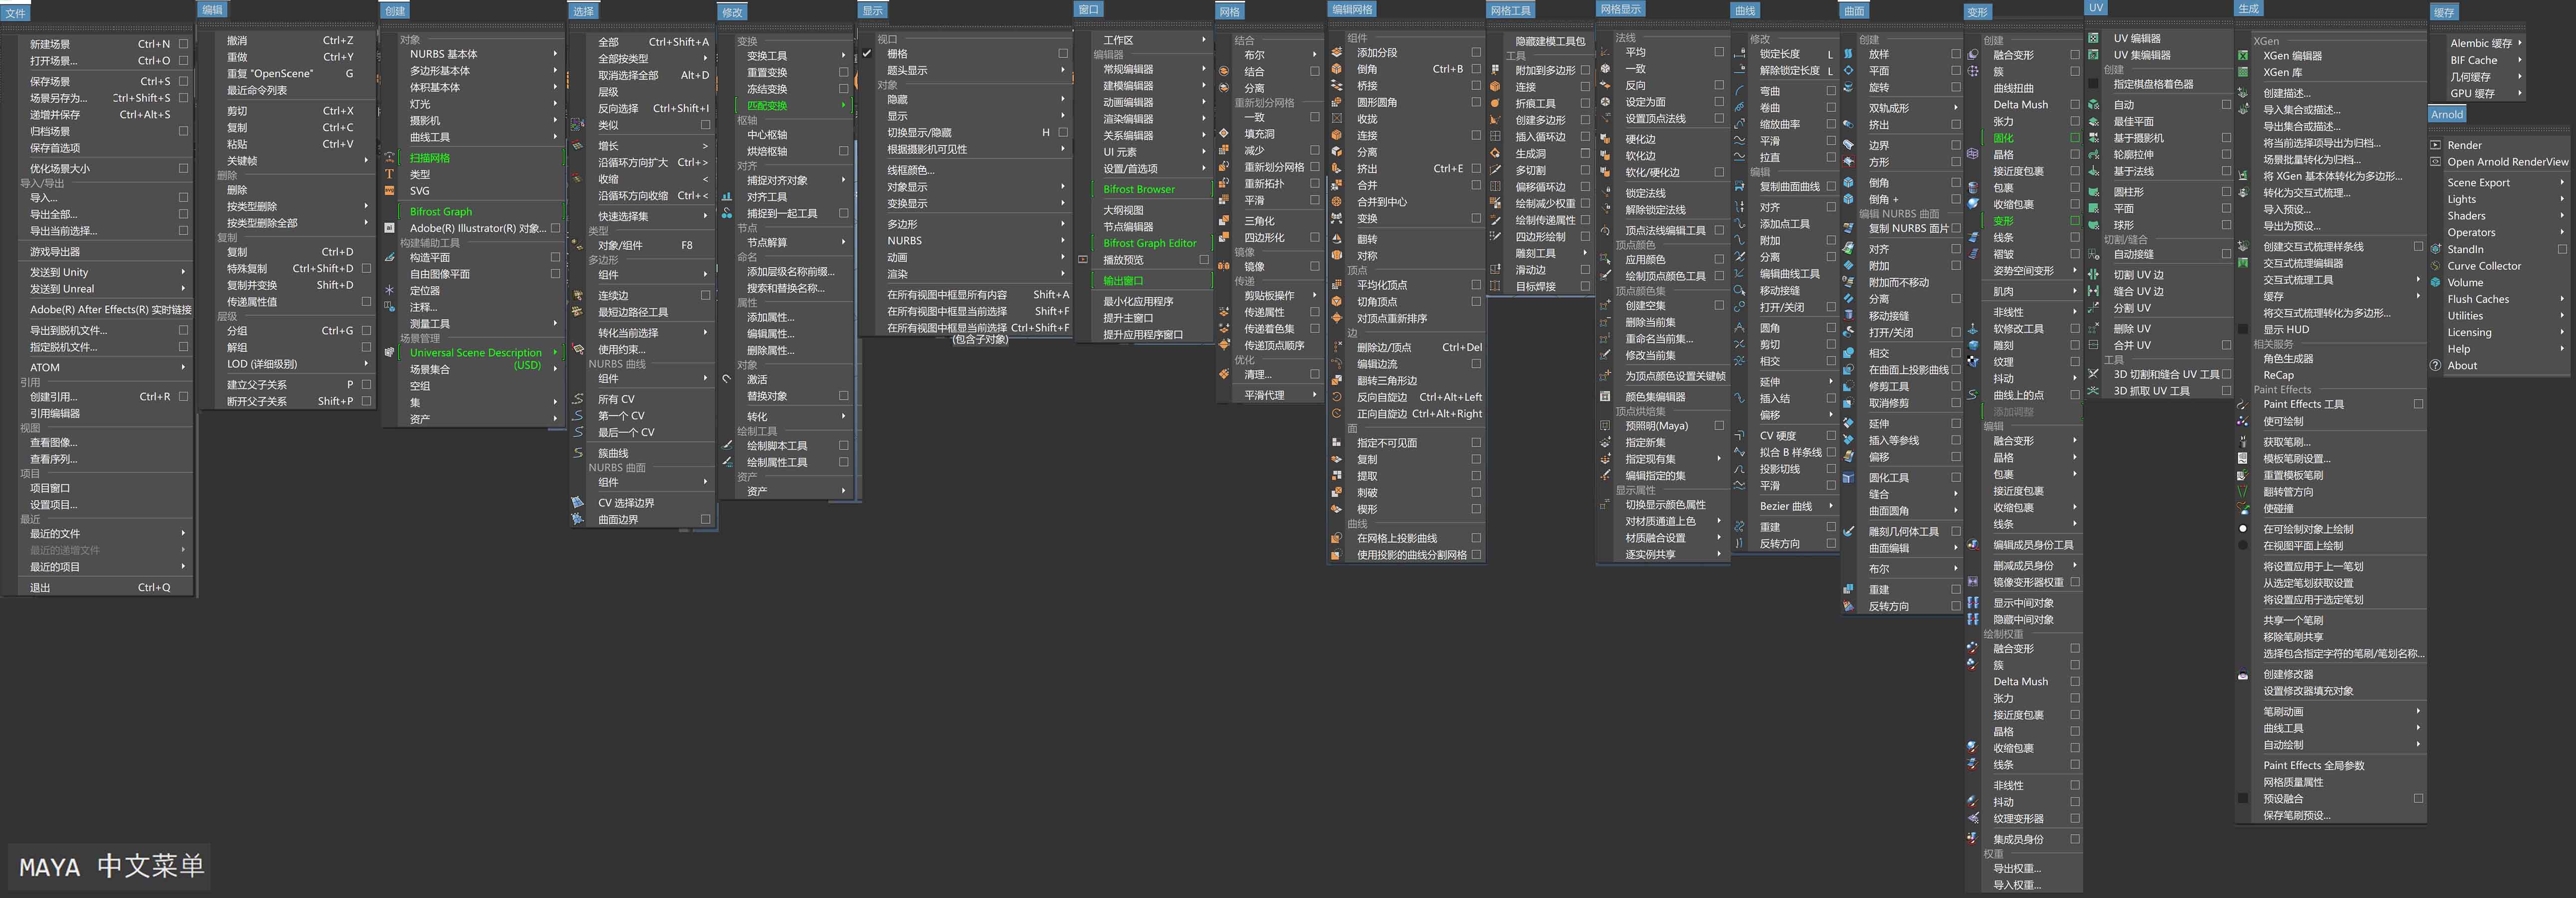 文件
新建场景 Ctrl+N
打开场景... Ctrl+O
保存场景 Ctrl+S
场景另存为... Ctrl+Shift+S
递增并保存 Ctrl+Alt+S
归档场景
保存首选项
优化场景大小
导入/导出
导入...
导出全部...
导出当前选择...
游戏导出器
发送到 Unity
发送到 Unreal
Adobe(R) After Effects(R) 实时链接
导出到脱机文件...
指定脱机文件...
ATOM
引用
创建引用... Ctrl+R
引用编辑器
视图
查看图像...
查看序列...
项目
项目窗口
设置项目...
最近
最近的文件
最近的递增文件
最近的项目
退出 Ctrl+Q
编辑
撤消 Ctrl+Z
重做 Ctrl+Y
重复 "OpenScene" G
最近命令列表
剪切 Ctrl+X
复制 Ctrl+C
粘贴 Ctrl+V
关键帧
删除
删除
按类型删除
按类型删除全部
复制
复制 Ctrl+D
特殊复制 Ctrl+Shift+D
复制并变换 Shift+D
传递属性值
层级
分组 Ctrl+G
解组
LOD (详细级别)
建立父子关系 P
断开父子关系 Shift+P
创建
对象
NURBS 基本体
多边形基本体
体积基本体
灯光
摄影机
曲线工具
扫描网格
类型
SVG
Bifrost Graph
Adobe(R) Illustrator(R) 对象...
构建辅助工具
构造平面
自由图像平面
定位器
注释...
测量工具
场景管理
Universal Scene Description
(USD)
场景集合
空组
集
资产
选择
全部 Ctrl+Shift+A
全部按类型
取消选择全部 Alt+D
层级
反向选择 Ctrl+Shift+I
类似
增长 >
沿循环方向扩大 Ctrl+>
收缩 <
沿循环方向收缩 Ctrl+<
快速选择集
类型
对象/组件 F8
多边形
组件
连续边
最短边路径工具
转化当前选择
使用约束...
NURBS 曲线
组件
所有 CV
第一个 CV
最后一个 CV
簇曲线
NURBS 曲面
组件
CV 选择边界
曲面边界
修改
变换
变换工具
重置变换
冻结变换
匹配变换
枢轴
中心枢轴
烘焙枢轴
对齐
捕捉对齐对象
对齐工具
捕捉到一起工具
节点
节点解算
命名
添加层级名称前缀...
搜索和替换名称...
属性
添加属性...
编辑属性...
删除属性...
对象
激活
替换对象
转化
绘制工具
绘制脚本工具
绘制属性工具
资产
资产
显示
视口
栅格
题头显示
对象
隐藏
显示
切换显示/隐藏 H
根据摄影机可见性
线框颜色...
对象显示
变换显示
多边形
NURBS
动画
渲染
在所有视图中框显所有内容 Shift+A
在所有视图中框显当前选择 Shift+F
在所有视图中框显当前选择 Ctrl+Shift+F
(包含子对象)
窗口
工作区
编辑器
常规编辑器
建模编辑器
动画编辑器
渲染编辑器
关系编辑器
UI 元素
设置/首选项
Bifrost Browser
大纲视图
节点编辑器
Bifrost Graph Editor
播放预览
输出窗口
最小化应用程序
提升主窗口
提升应用程序窗口
网格
结合
布尔
结合
分离
重新划分网格
一致
填充洞
减少
重新划分网格
重新拓扑
平滑
三角化
四边形化
镜像
镜像
传递
剪贴板操作
传递属性
传递着色集
传递顶点顺序
优化
清理...
平滑代理
编辑网格
组件
添加分段
倒角 Ctrl+B
桥接
圆形圆角
收拢
连接
分离
挤出 Ctrl+E
合并
合并到中心
变换
翻转
对称
顶点
平均化顶点
切角顶点
对顶点重新排序
边
删除边/顶点 Ctrl+Del
编辑边流
翻转三角形边
反向自旋边 Ctrl+Alt+Left
正向自旋边 Ctrl+Alt+Right
面
指定不可见面
复制
提取
刺破
楔形
曲线
在网格上投影曲线
使用投影的曲线分割网格
网格工具
隐藏建模工具包
工具
附加到多边形
连接
折痕工具
创建多边形
插入循环边
生成洞
多切割
偏移循环边
绘制减少权重
绘制传递属性
四边形绘制
雕刻工具
滑动边
目标焊接
网格显示
法线
平均
一致
反向
设定为面
设置顶点法线
硬化边
软化边
软化/硬化边
锁定法线
解除锁定法线
顶点法线编辑工具
顶点颜色
应用颜色
绘制顶点颜色工具
顶点颜色集
创建空集
删除当前集
重命名当前集...
修改当前集
为顶点颜色设置关键帧
颜色集编辑器
顶点烘焙集
预照明(Maya)
指定新集
指定现有集
编辑指定的集
显示属性
切换显示颜色属性
对材质通道上色
材质融合设置
逐实例共享
曲线
修改
锁定长度 L
解除锁定长度 L
弯曲
卷曲
缩放曲率
平滑
拉直
编辑
复制曲面曲线
对齐
添加点工具
附加
分离
编辑曲线工具
移动接缝
打开/关闭
圆角
剪切
相交
延伸
插入结
偏移
CV 硬度
拟合 B 样条线
投影切线
平滑
Bezier 曲线
重建
反转方向
曲面
创建
放样
平面
旋转
双轨成形
挤出
边界
方形
倒角
倒角 +
编辑 NURBS 曲面
复制 NURBS 面片
对齐
附加
附加而不移动
分离
移动接缝
打开/关闭
相交
在曲面上投影曲线
修剪工具
取消修剪
延伸
插入等参线
偏移
圆化工具
缝合
曲面圆角
雕刻几何体工具
曲面编辑
布尔
重建
反转方向
变形
创建
融合变形
簇
曲线扭曲
Delta Mush
张力
固化
晶格
接近度包裹
包裹
收缩包裹
变形
线条
褶皱
姿势空间变形
肌肉
非线性
软修改工具
雕刻
纹理
抖动
曲线上的点
添加调整
编辑
融合变形
晶格
包裹
接近度包裹
收缩包裹
线条
编辑成员身份工具
删减成员身份
镜像变形器权重
显示中间对象
隐藏中间对象
绘制权重
融合变形
簇
Delta Mush
张力
接近度包裹
晶格
收缩包裹
线条
非线性
抖动
纹理变形器
集成员身份
权重
导出权重...
导入权重...
UV
UV 编辑器
UV 集编辑器
创建
指定棋盘格着色器
自动
最佳平面
基于摄影机
轮廓拉伸
基于法线
圆柱形
平面
球形
切割/缝合
自动接缝
切割 UV 边
缝合 UV 边
分割 UV
删除 UV
合并 UV
工具
3D 切割和缝合 UV 工具
3D 抓取 UV 工具
生成
XGen
XGen 编辑器
XGen 库
创建描述...
导入集合或描述...
导出集合或描述...
将当前选择项导出为归档...
场景批量转化为归档...
将 XGen 基本体转化为多边形...
转化为交互式梳理...
导入预设...
导出为预设...
创建交互式梳理样条线
交互式梳理编辑器
交互式梳理工具
缓存
将交互式梳理转化为多边形...
显示 HUD
相关服务
角色生成器
ReCap
Paint Effects
Paint Effects 工具
使可绘制
获取笔刷...
模板笔刷设置...
重置模板笔刷
翻转管方向
使碰撞
在可绘制对象上绘制
在视图平面上绘制
将设置应用于上一笔划
从选定笔划获取设置
将设置应用于选定笔划
共享一个笔刷
移除笔刷共享
选择包含指定字符的笔刷/笔划名称...
创建修改器
设置修改器填充对象
笔刷动画
曲线工具
自动绘制
Paint Effects 全局参数
网格质量属性
预设融合
保存笔刷预设...
缓存
Alembic 缓存
BIF Cache
几何缓存
GPU 缓存
Arnold
Render
Open Arnold RenderView
Scene Export
Lights
Shaders
Operators
StandIn
Curve Collector
Volume
Flush Caches
Utilities
Licensing
Help
About
MAYA 中文菜单